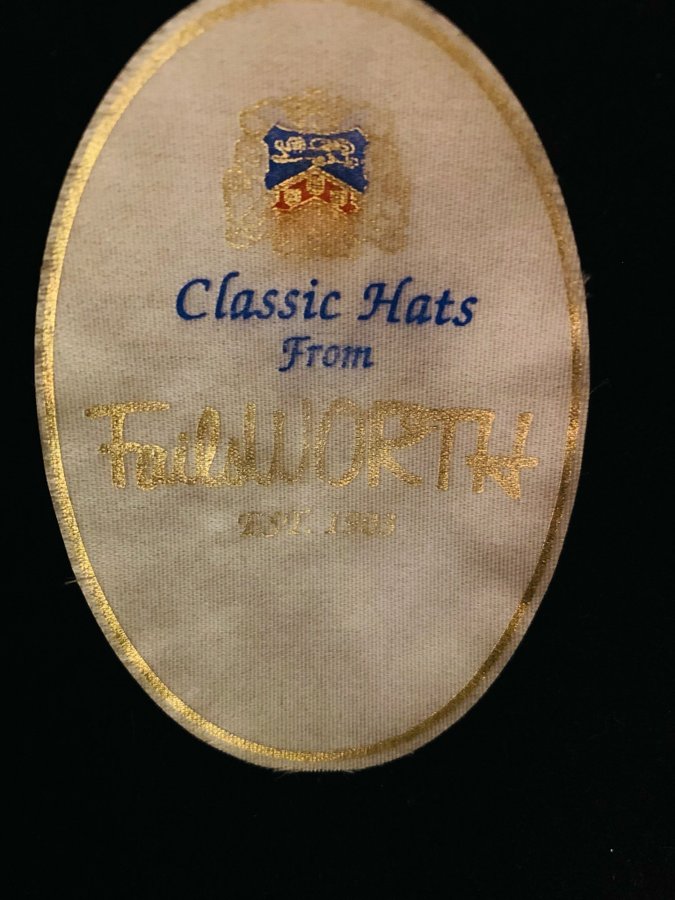 Classic Hats
From
FailsWORTH
EST. 1903